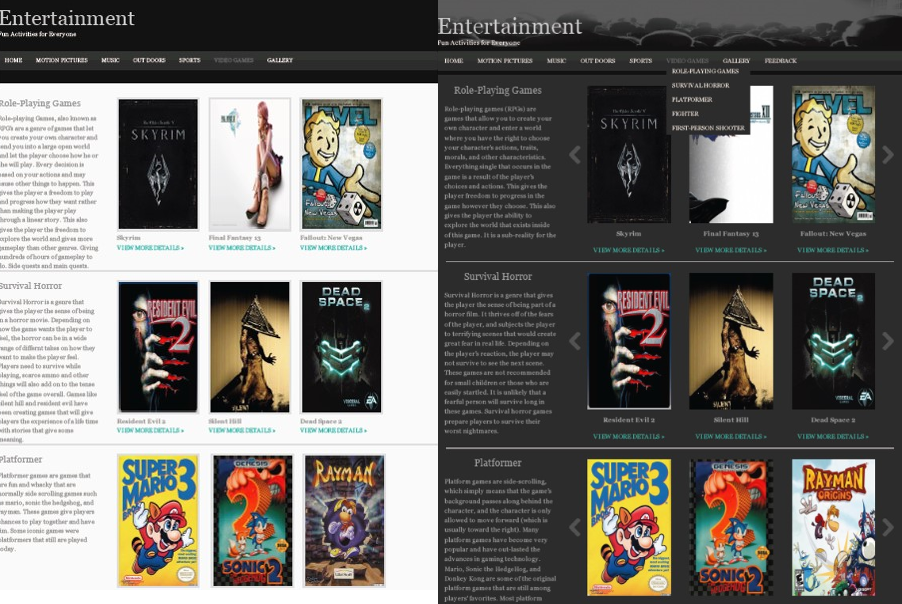 Entertainment
Fun Activities for Everyone
HOME MOTION PICTURES MUSIC OUT DOORS SPORTS VIDEO GAMES GALLERY
Role-Playing Games
Role-Playing Games, also known as
RPG's are a genre of games that let
you create your own character and
send you into a large open world
and let the player choose how he or
she will play. Every decision is
based on your actions and may
cause other things to happen. This
gives the player a freedom to play
and progress how they want rather
than making the player play
through a linear story. This also
gives the player the freedom to
explore the world and give more
gameplay than other genres. Giving
hundreds of hours of gameplay to
do. Side quests and main quests.
SKYRIM
Skyrim
VIEW MORE DETAILS »
Final Fantasy 13
VIEW MORE DETAILS »
LEVEL
Fallout
New Vegas
Fallout: New Vegas
VIEW MORE DETAILS »
Survival Horror
Survival Horror is a genre that
gives the player the sense of being
in a horror movie. Depending on
how the game wants the player to
feel, the horror can be in a wide
range of differnt takes on how they
want to make the player feel.
Players need to survive while
playing, scarce ammo and other
things will also add on to the tense
feel of the overall game. Games like
silent hill and resident evil have
been creating games that will give
players the experience of a life time
with stories that give some
meaning.
RESIDENT EVIL
2
Resident Evil 2
VIEW MORE DETAILS »
Silent Hill
VIEW MORE DETAILS »
DEAD
SPACE 2
EA
Dead Space 2
VIEW MORE DETAILS »
Platformer
Platformer games are games that
are fun and whacky that are
normally side scrolling games such
as mario, sonic the hedgehog, and
rayman. These games give players
chances to play together and have
fun. Some iconic games were
platformers that still are played
today.
SUPER
MARIO BROS
3
Nintendo
GENESIS
SONIC
2
RAYMAN
Entertainment
Fun Activities for Everyone
HOME MOTION PICTURES MUSIC OUT DOORS SPORTS VIDEO GAMES GALLERY FEEDBACK
ROLE-PLAYING GAMES
SURVIVAL HORROR
PLATFORMER
FIGHTER
FIRST-PERSON SHOOTER
Role-Playing Games
Role-playing games (RPGs) are
games that allow you to create your
own character and enter a world
where you have the right to choose
your character's actions, traits,
morals, and other characteristics.
Everything single that occurs in the
game is a result of the player's
choices and actions. This gives the
player freedom to progress in the
game however they choose. This also
gives the player the ability to
explore the world that exists inside
of game. It is a sub-reality for the
player.
SKYRIM
Skyrim
VIEW MORE DETAILS »
XIII
Final Fantasy 13
VIEW MORE DETAILS »
LEVEL
Fallout
New Vegas
Fallout: New Vegas
VIEW MORE DETAILS »
Survival Horror
Survival Horror is a genre that gives
the player the sense of being part of a
horror film. It thrives off of the fears
of the player, and subjects the player
to terrifying scenes that would create
great fear in real life. Depending on
the player's reaction, the player may
not survive to see the next scene.
These games are not recommended
for small children or those who are
easily startled. It is unlikely that a
fearful person will survive long in
these games. Survival horror games
prepare players to survive their
worst nightmares.
RESIDENT EVIL
2
Resident Evil 2
VIEW MORE DETAILS »
Silent Hill
VIEW MORE DETAILS »
DEAD
SPACE 2
EA
Dead Space 2
VIEW MORE DETAILS »
Platformer
Platform games are side-scrolling,
which simply means that the game's
background passes along behind the
character, and the character is only
allowed to move forward (which is
usually toward the right). Many
platform games have become very
popular and have out-lasted the
advances in gaming technology.
Mario, Sonic the Hedgehog, and
Donkey Kong are some of the original
platform games that are still among
players' favorites. Most platform
SUPER
MARIO BROS
3
Nintendo
GENESIS
SONIC
2
RAYMAN
ORIGINS